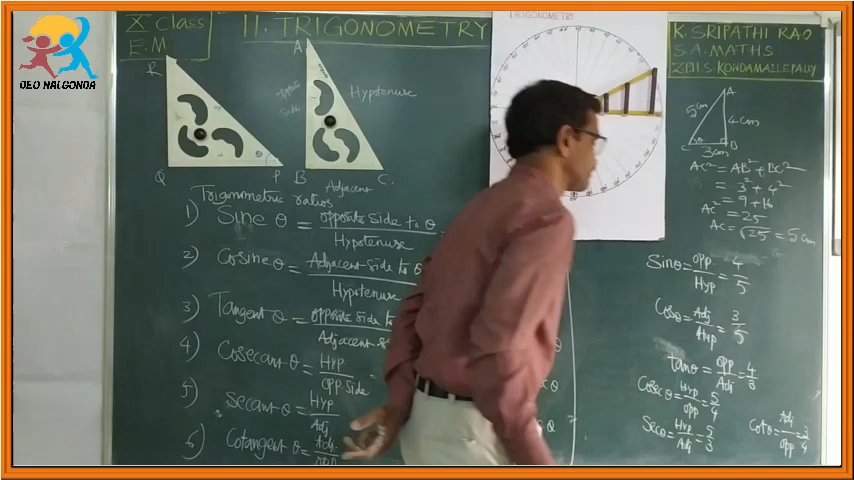 X Class
E.M
11. TRIGONOMETRY
TRIGONOMETRY
K. SRIPATHI RAO
S.A. MATHS
Z.P.H.S. KONDAMALLEPALLY
DEO NALGONDA
R
Q
P
θ
A
B
C.
opposite
side
Hypotenuse
Adjacent
Trignometric ratios
1) Sine θ = opposite side to θ / Hypotenuse =
2) Cosine θ = Adjacent side to θ / Hypotenuse
3) Tangent θ = opposite side to / Adjacent
4) Cosecant θ = Hyp / opp. side =
5) Secant θ = Hyp / Adj
6) Cotangent θ = Adj / opp
A
5cm
4cm
C
θ
3cm
B
AC² = AB² + BC²
= 3² + 4²
= 9 + 16
AC² = 25
AC = √25 = 5cm
Sinθ = opp/Hyp = 4/5
Cosθ = Adj/Hyp = 3/5
tanθ = opp/Adj = 4/3
Cosecθ = Hyp/opp = 5/4
Secθ = Hyp/Adj = 5/3
Cotθ = Adj/opp = 3/4